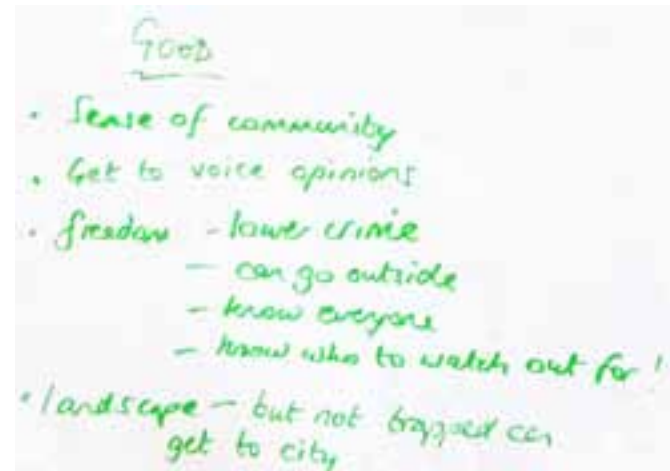 GOOD
• Sense of community
• Get to voice opinions
• freedom - lower crime
- can go outside
- know everyone
- know who to watch out for!
• landscape - but not trapped can
get to city